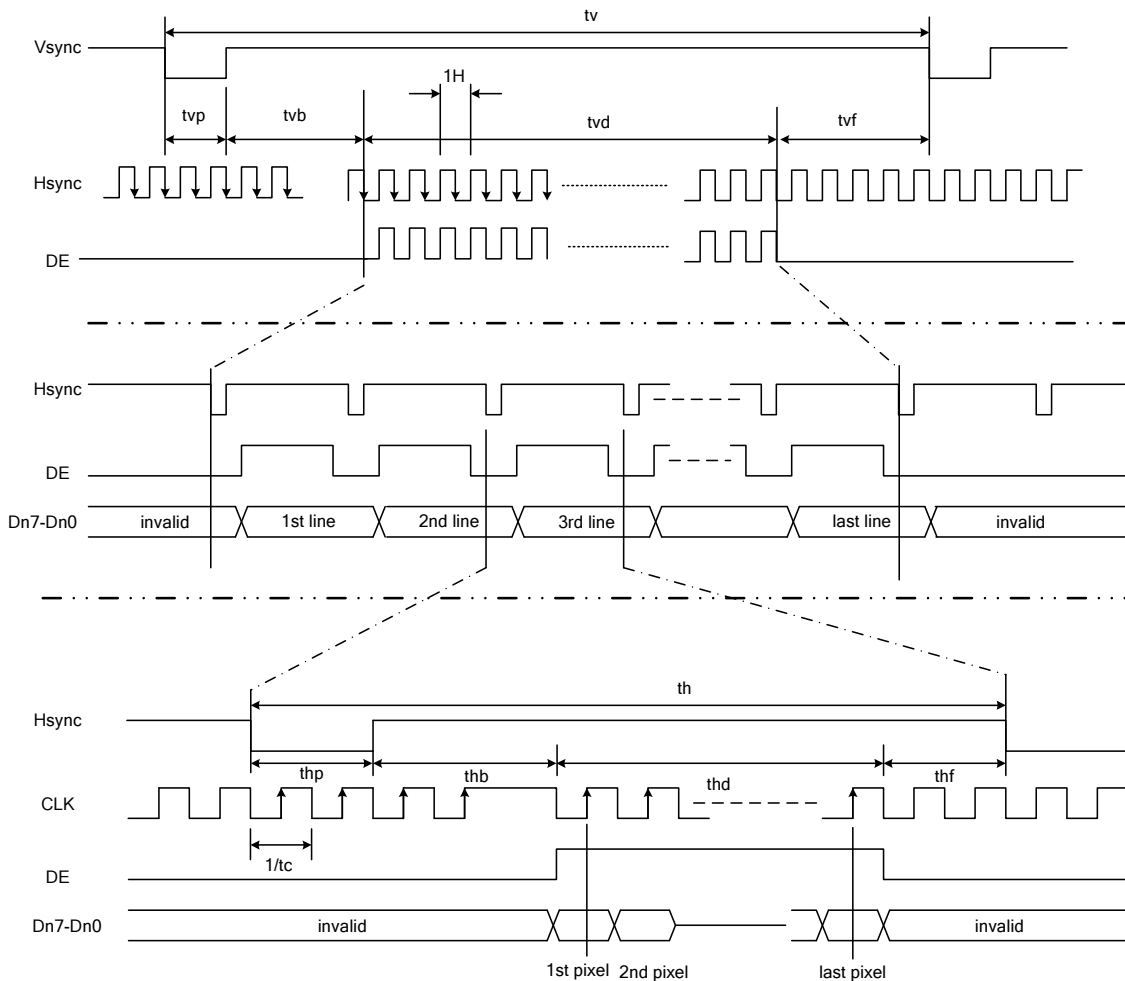 tv
Vsync
1H
tvp
tvb
tvd
tvf
Hsync
DE
Hsync
DE
Dn7-Dn0
invalid
1st line
2nd line
3rd line
last line
invalid
th
Hsync
thp
thb
thd
thf
CLK
1/tc
DE
Dn7-Dn0
invalid
invalid
1st pixel
2nd pixel
last pixel